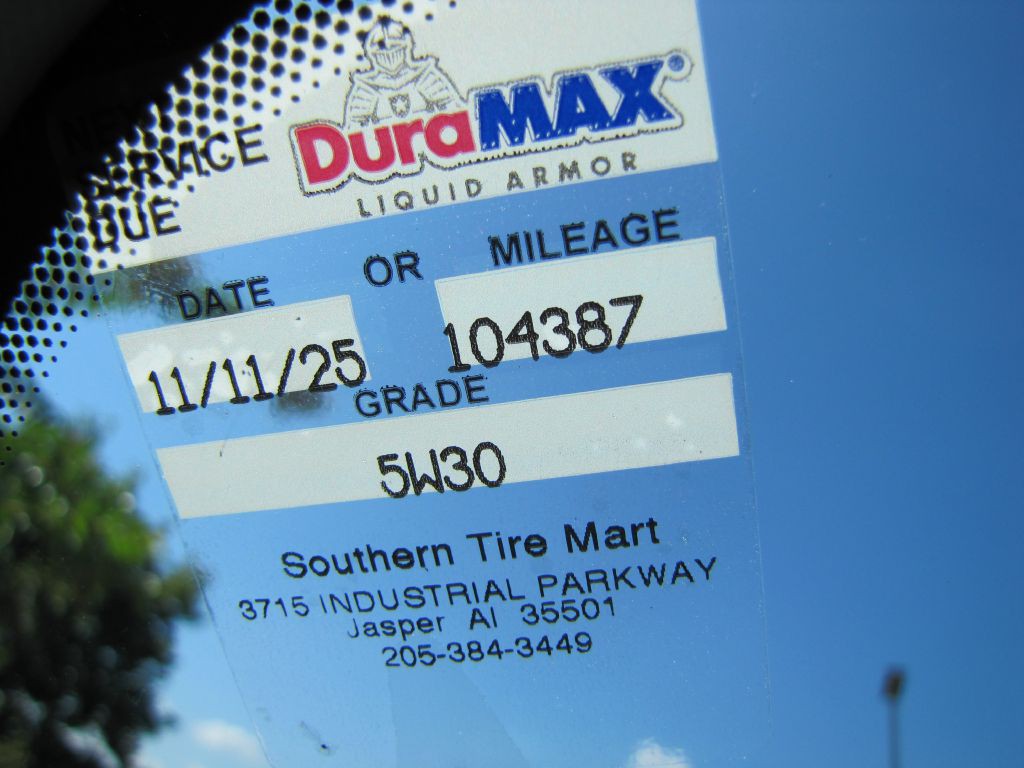 NEXT
SERVICE
DUE
DuraMAX®
LIQUID ARMOR
DATE OR MILEAGE
11/11/25 104387
GRADE
5W30
Southern Tire Mart
3715 INDUSTRIAL PARKWAY
Jasper Al 35501
205-384-3449